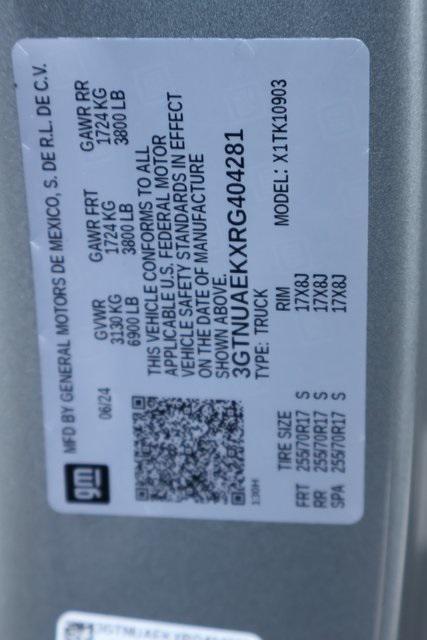 gm
MFD BY GENERAL MOTORS DE MEXICO, S. DE R.L. DE C.V.
06/24 GVWR GAWR FRT GAWR RR
3130 KG 1724 KG 1724 KG
6900 LB 3800 LB 3800 LB
THIS VEHICLE CONFORMS TO ALL
APPLICABLE U.S. FEDERAL MOTOR
VEHICLE SAFETY STANDARDS IN EFFECT
ON THE DATE OF MANUFACTURE
SHOWN ABOVE.
3GTNUAEKXRG404281
TYPE: TRUCK MODEL: X1TK10903
TIRE SIZE RIM
FRT 255/70R17 S 17X8J
RR 255/70R17 S 17X8J
SPA 255/70R17 S 17X8J